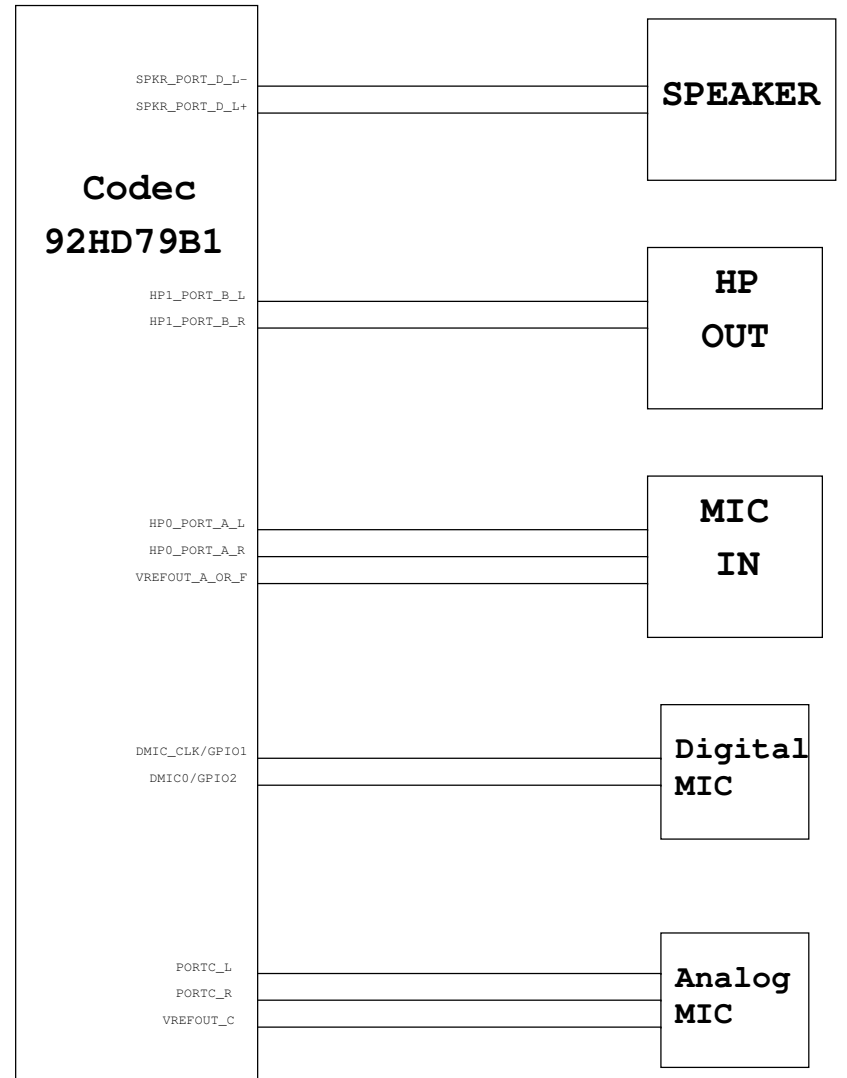 SPKR_PORT_D_L-
SPKR_PORT_D_L+
SPEAKER
Codec
92HD79B1
HP1_PORT_B_L
HP1_PORT_B_R
HP
OUT
HP0_PORT_A_L
HP0_PORT_A_R
VREFOUT_A_OR_F
MIC
IN
DMIC_CLK/GPIO1
DMIC0/GPIO2
Digital
MIC
PORTC_L
PORTC_R
VREFOUT_C
Analog
MIC